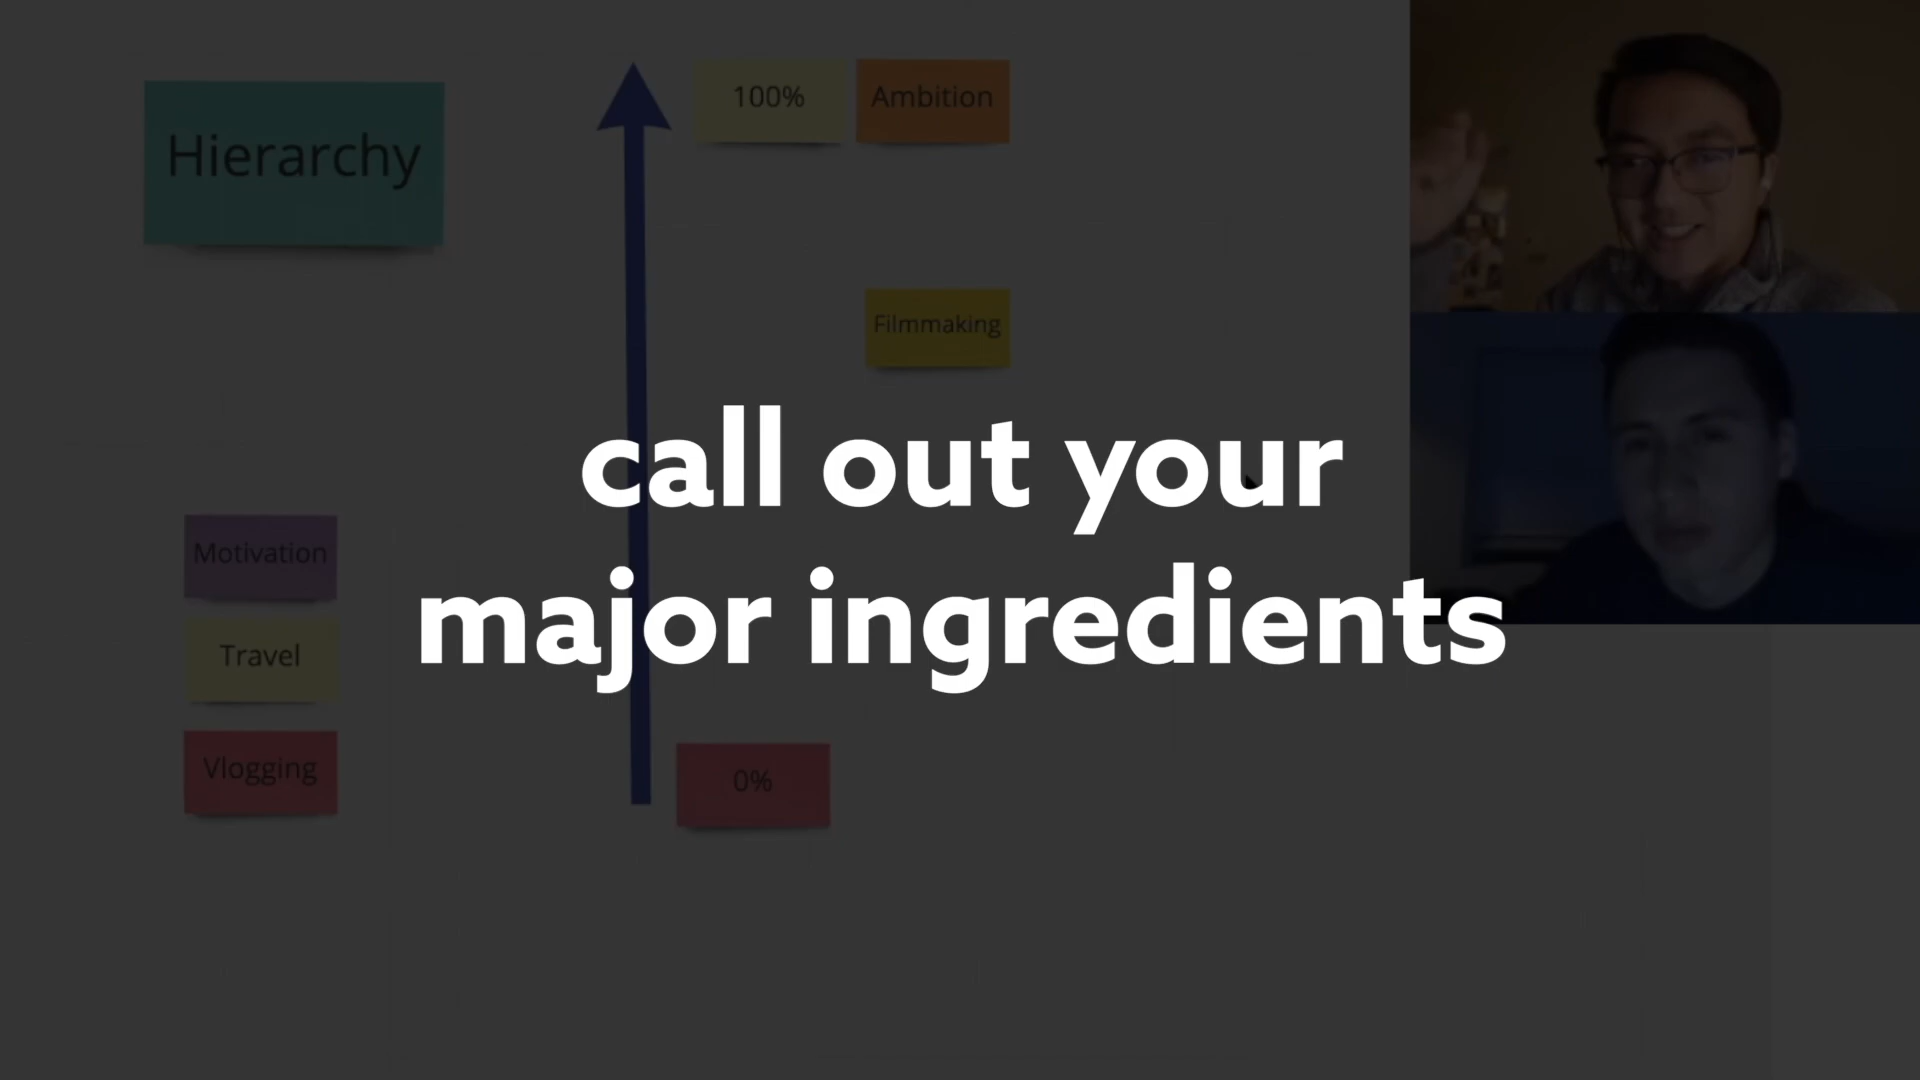 Hierarchy
100%
Ambition
Filmmaking
call out your
major ingredients
Motivation
Travel
Vlogging
0%